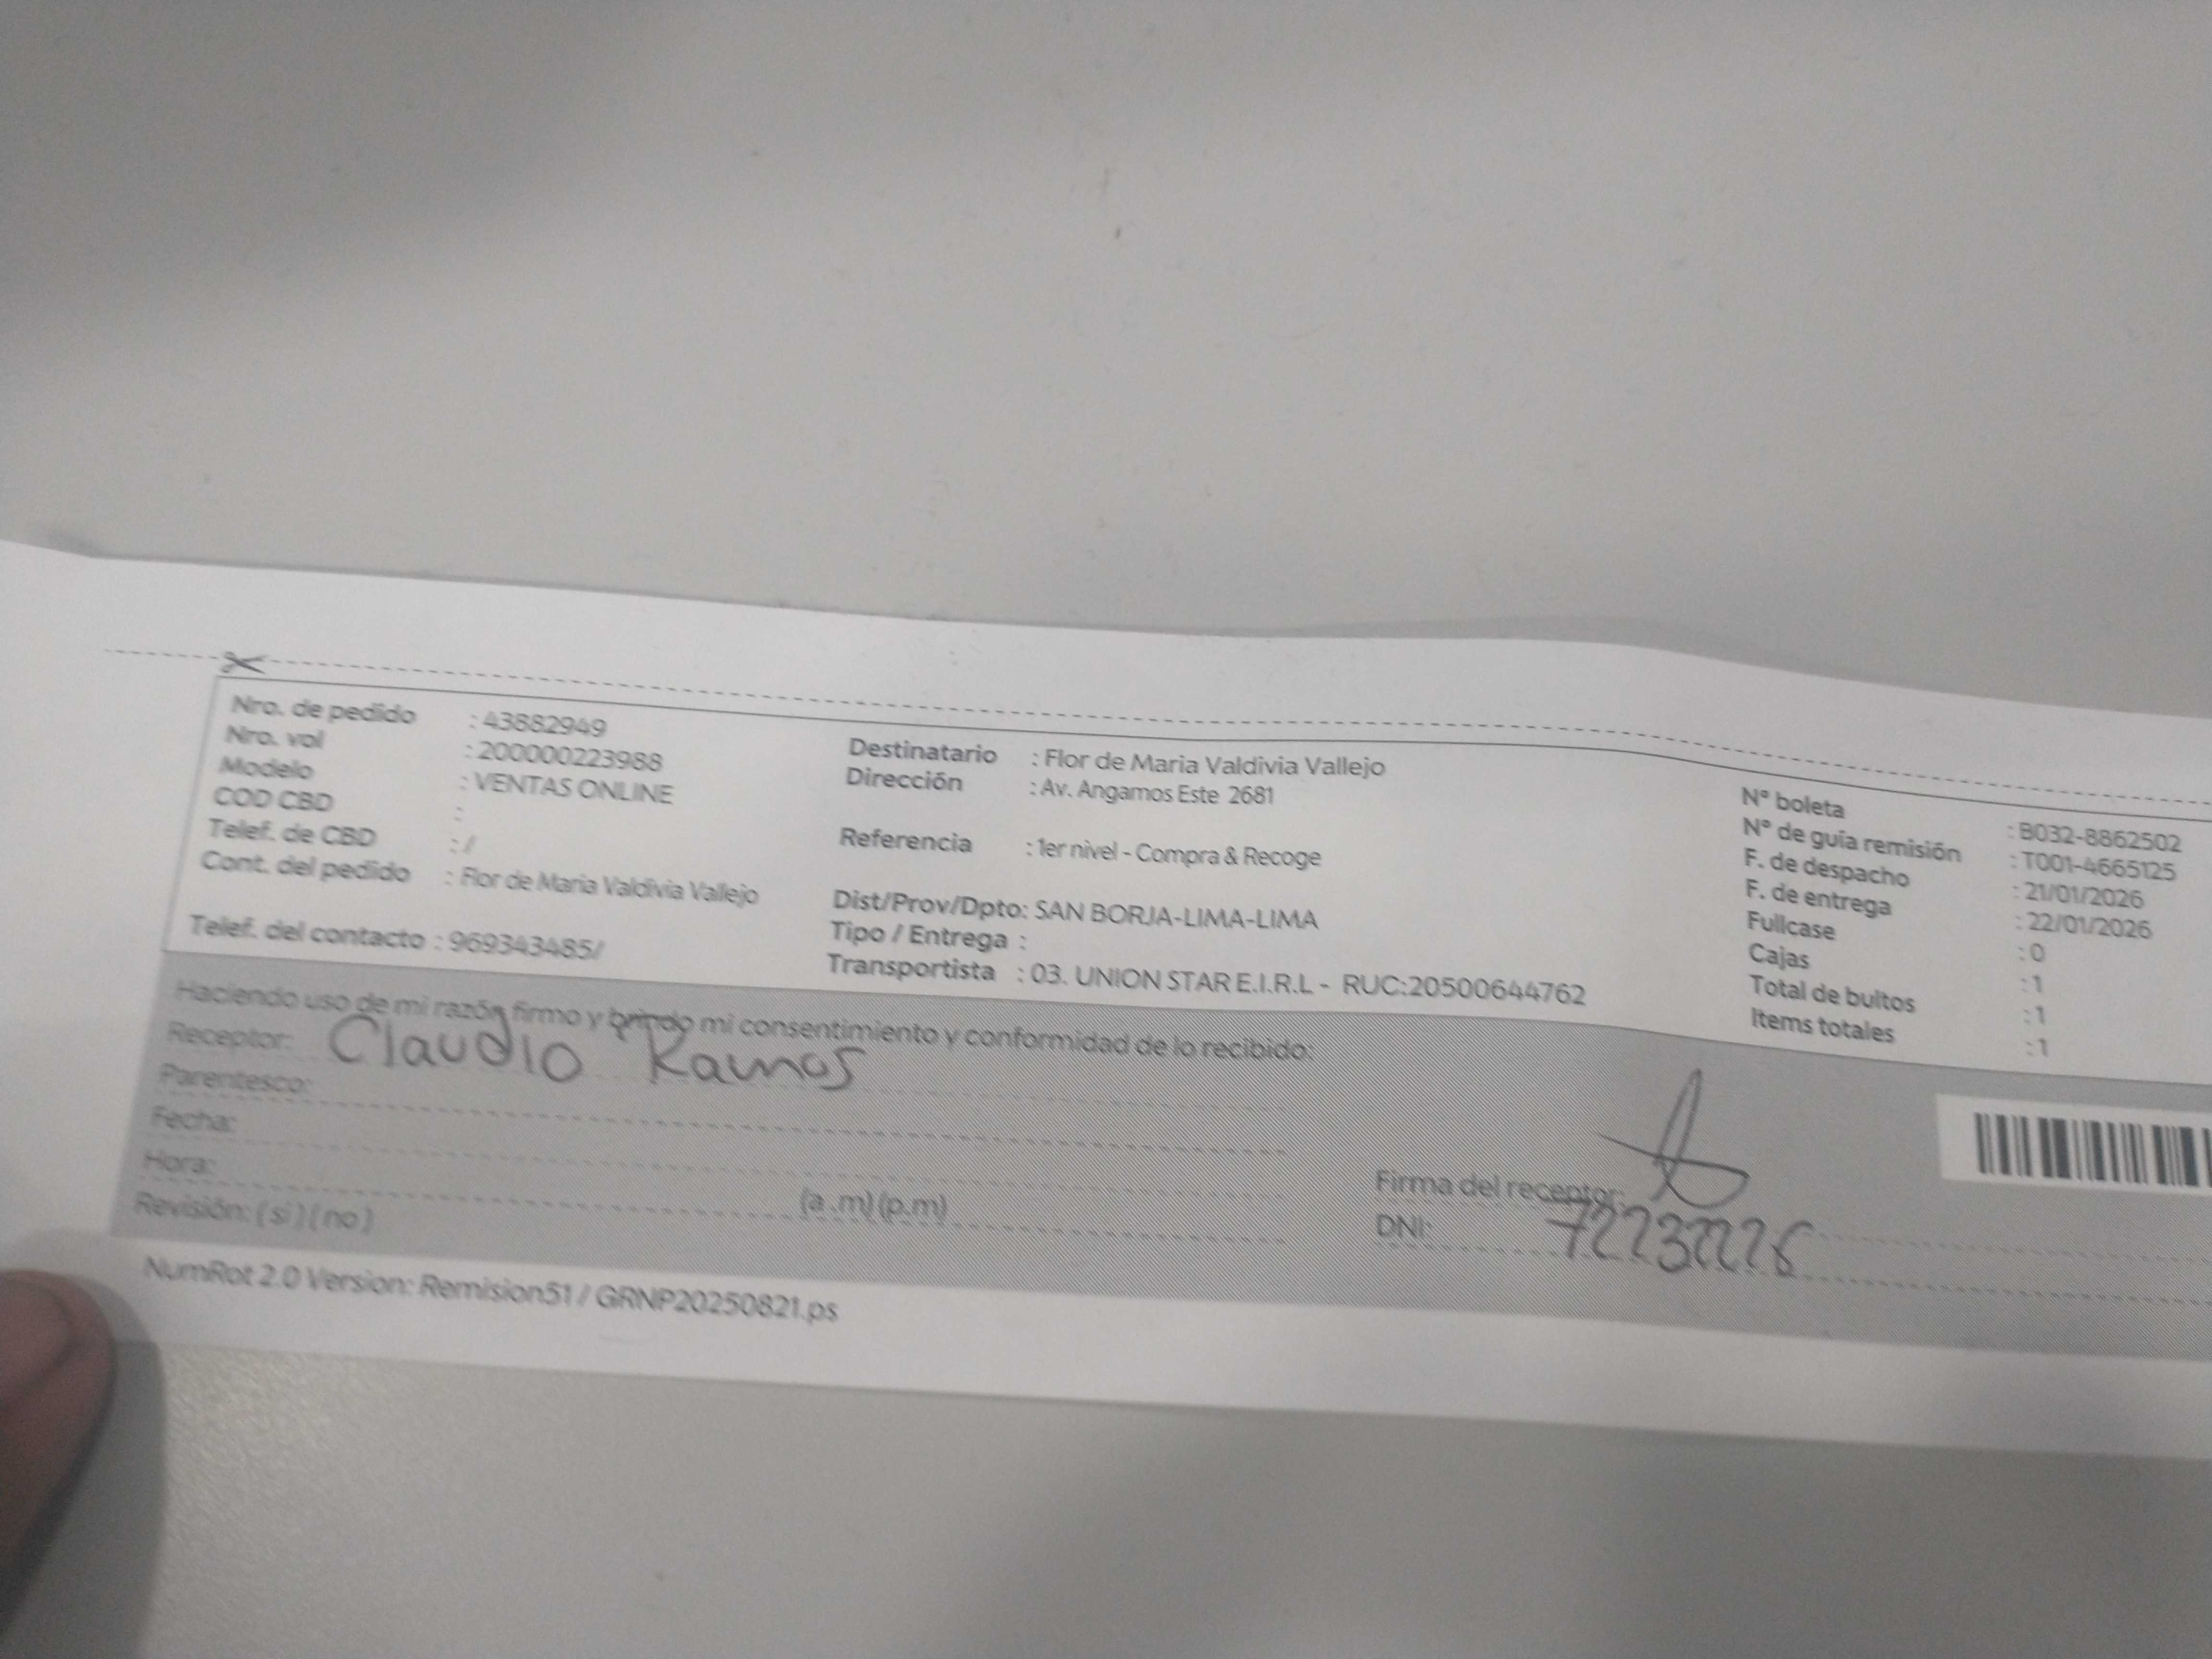 Nro. de pedido : 43882949
Nro. vol : 200000223988
Modelo : VENTAS ONLINE
COD CBD :
Telef. de CBD : /
Cont. del pedido : Flor de Maria Valdivia Vallejo
Telef. del contacto : 969343485/
Destinatario : Flor de Maria Valdivia Vallejo
Dirección : Av. Angamos Este 2681
Referencia : 1er nivel - Compra & Recoge
Dist/Prov/Dpto: SAN BORJA-LIMA-LIMA
Tipo / Entrega :
Transportista : 03. UNION STAR E.I.R.L - RUC:20500644762
Nº boleta : B032-8862502
Nº de guía remisión : T001-4665125
F. de despacho : 21/01/2026
F. de entrega : 22/01/2026
Fullcase : 0
Cajas : 1
Total de bultos : 1
Items totales : 1
Haciendo uso de mi razón firmo y brindo mi consentimiento y conformidad de lo recibido:
Receptor: Claudio Ramos
Parentesco:
Fecha:
Hora: (a.m) (p.m)
Revisión: ( si ) ( no )
Firma del receptor:
DNI:
NumRot 2.0 Version: Remision51 / GRNP20250821.ps